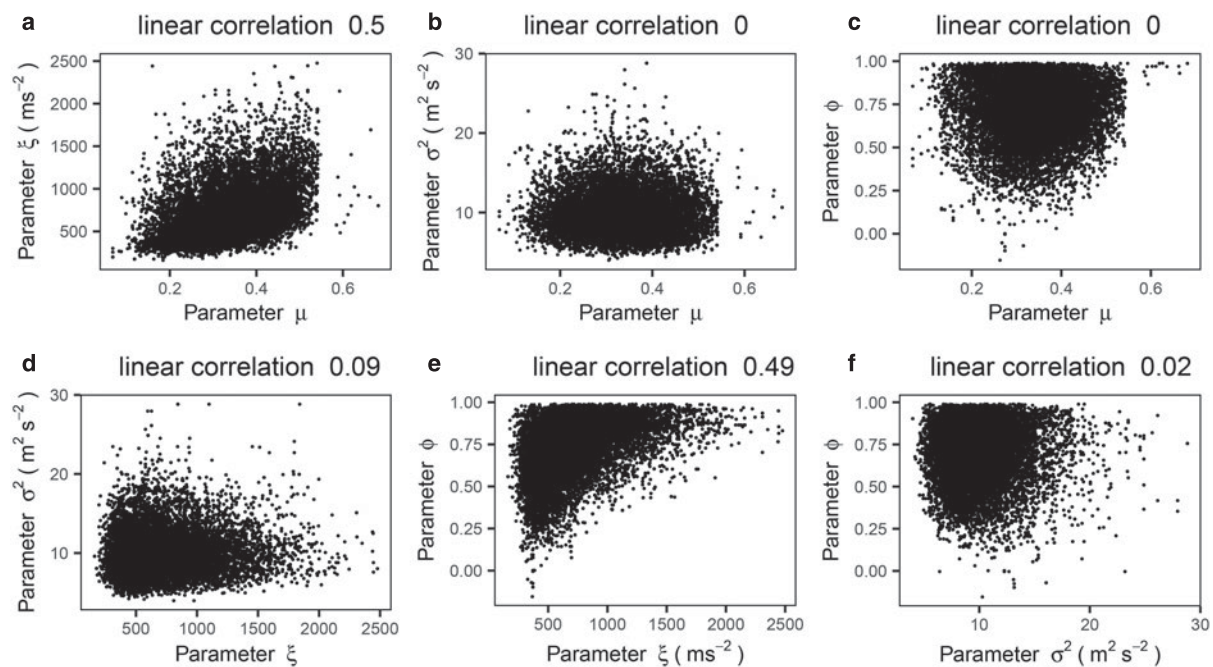 a linear correlation 0.5
Parameter ξ ( ms⁻² )
2500
2000
1500
1000
500
0.2 0.4 0.6
Parameter μ
b linear correlation 0
Parameter σ² ( m² s⁻² )
30
20
10
0.2 0.4 0.6
Parameter μ
c linear correlation 0
Parameter ϕ
1.00
0.75
0.50
0.25
0.00
0.2 0.4 0.6
Parameter μ
d linear correlation 0.09
Parameter σ² ( m² s⁻² )
30
20
10
500 1000 1500 2000 2500
Parameter ξ
e linear correlation 0.49
Parameter ϕ
1.00
0.75
0.50
0.25
0.00
500 1000 1500 2000 2500
Parameter ξ ( ms⁻² )
f linear correlation 0.02
Parameter ϕ
1.00
0.75
0.50
0.25
0.00
10 20 30
Parameter σ² ( m² s⁻² )